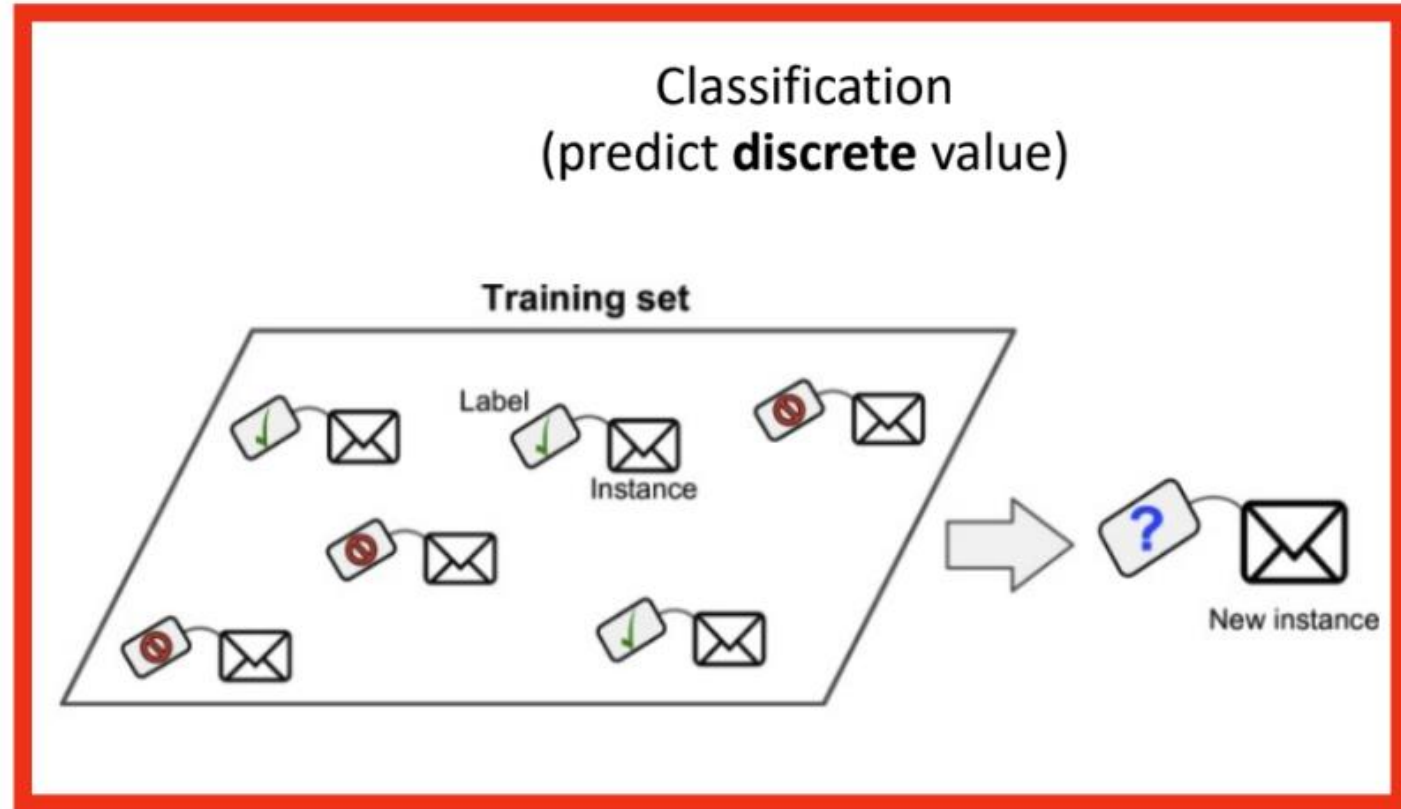 Classification
(predict discrete value)
Training set
Label
Instance
?
New instance